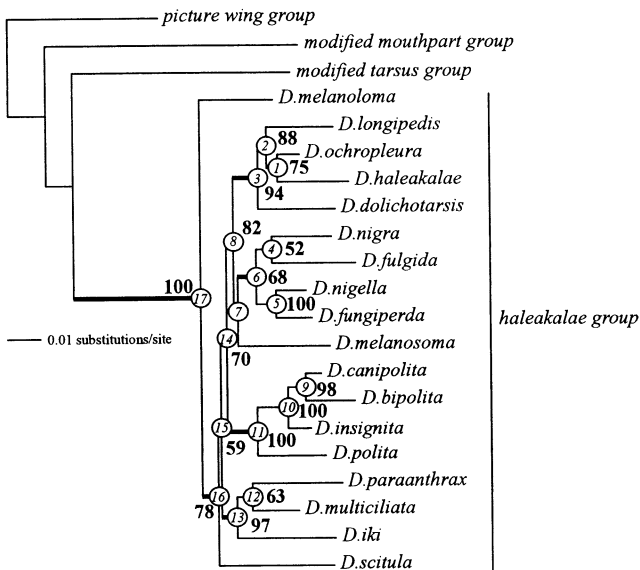 picture wing group
modified mouthpart group
modified tarsus group
D.melanoloma
D.longipedis
2 88
D.ochropleura
1 75
3
D.haleakalae
94
D.dolichotarsis
82
8
D.nigra
4 52
D.fulgida
6 68
100
17
D.nigella
5 100
7
D.fungiperda
haleakalae group
0.01 substitutions/site
14
D.melanosoma
70
D.canipolita
9 98
D.bipolita
10 100
15
11
D.insignita
59
100
D.polita
D.paraanthrax
16
12 63
78
D.multiciliata
13
97
D.iki
D.scitula